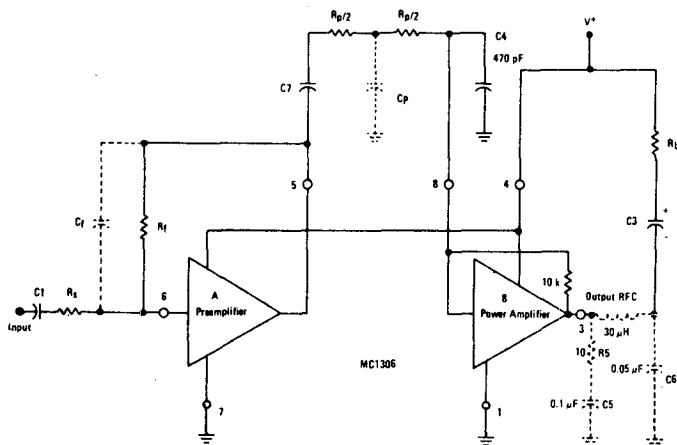 Rp/2
Rp/2
C4
470 pF
V+
C7
Cp
RL
Cf
Rf
5
8
4
C3
+
-
C1
Rs
6
A
Preamplifier
B
Power Amplifier
10 k
Output RFC
3
30 µH
Input
10
R5
MC1306
0.05 µF
C6
7
1
0.1 µF
C5